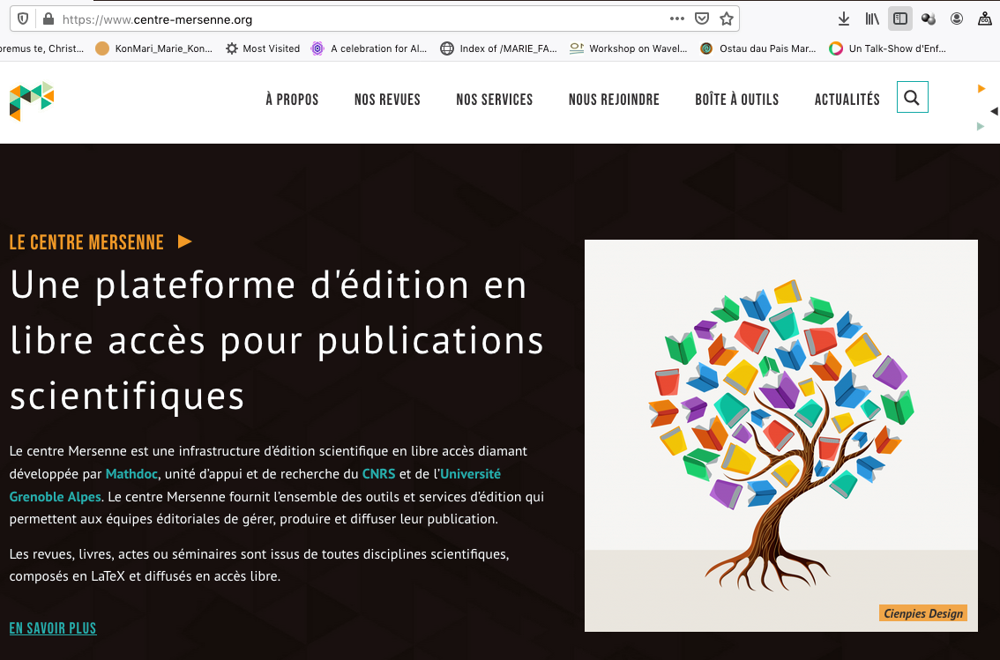 https://www.centre-mersenne.org
oremus te, Christ... KonMari_Marie_Kon... Most Visited A celebration for Al... Index of /MARIE_FA... Workshop on Wavel... Ostau dau Pais Mar... Un Talk-Show d'Enf...
À PROPOS NOS REVUES NOS SERVICES NOUS REJOINDRE BOÎTE À OUTILS ACTUALITÉS
LE CENTRE MERSENNE
Une plateforme d'édition en
libre accès pour publications
scientifiques
Le centre Mersenne est une infrastructure d’édition scientifique en libre accès diamant
développée par Mathdoc, unité d’appui et de recherche du CNRS et de l’Université
Grenoble Alpes. Le centre Mersenne fournit l’ensemble des outils et services d’édition qui
permettent aux équipes éditoriales de gérer, produire et diffuser leur publication.
Les revues, livres, actes ou séminaires sont issus de toutes disciplines scientifiques,
composés en LaTeX et diffusés en accès libre.
EN SAVOIR PLUS
Cienpies Design